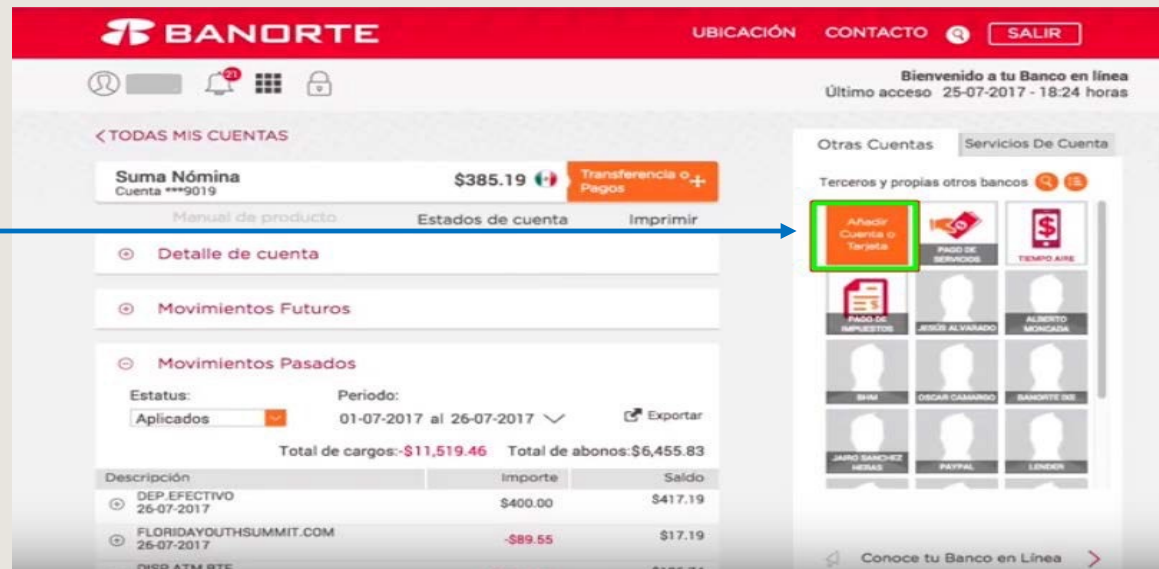 BANORTE
UBICACIÓN CONTACTO SALIR
21
Bienvenido a tu Banco en línea
Último acceso 25-07-2017 - 18:24 horas
<TODAS MIS CUENTAS
Suma Nómina
Cuenta ***9019
$385.19
Transferencia o
Pagos
Manual de producto Estados de cuenta Imprimir
Detalle de cuenta
Movimientos Futuros
Movimientos Pasados
Estatus: Periodo:
Aplicados 01-07-2017 al 26-07-2017 Exportar
Total de cargos:-$11,519.46 Total de abonos:$6,455.83
Descripción Importe Saldo
DEP.EFECTIVO $400.00 $417.19
26-07-2017
FLORIDAYOUTHSUMMIT.COM -$89.55 $17.19
26-07-2017
Otras Cuentas Servicios De Cuenta
Terceros y propias otros bancos
Añadir
Cuenta o
Tarjeta
PAGO DE
SERVICIOS
TIEMPO AIRE
PAGO DE
IMPUESTOS
JESÚS ALVARADO
ALBERTO
MONCADA
BHM
OSCAR CAMARGO
BANORTE IXE
JAIRO SANCHEZ
HERAS
PAYPAL
LENDER
Conoce tu Banco en Línea >